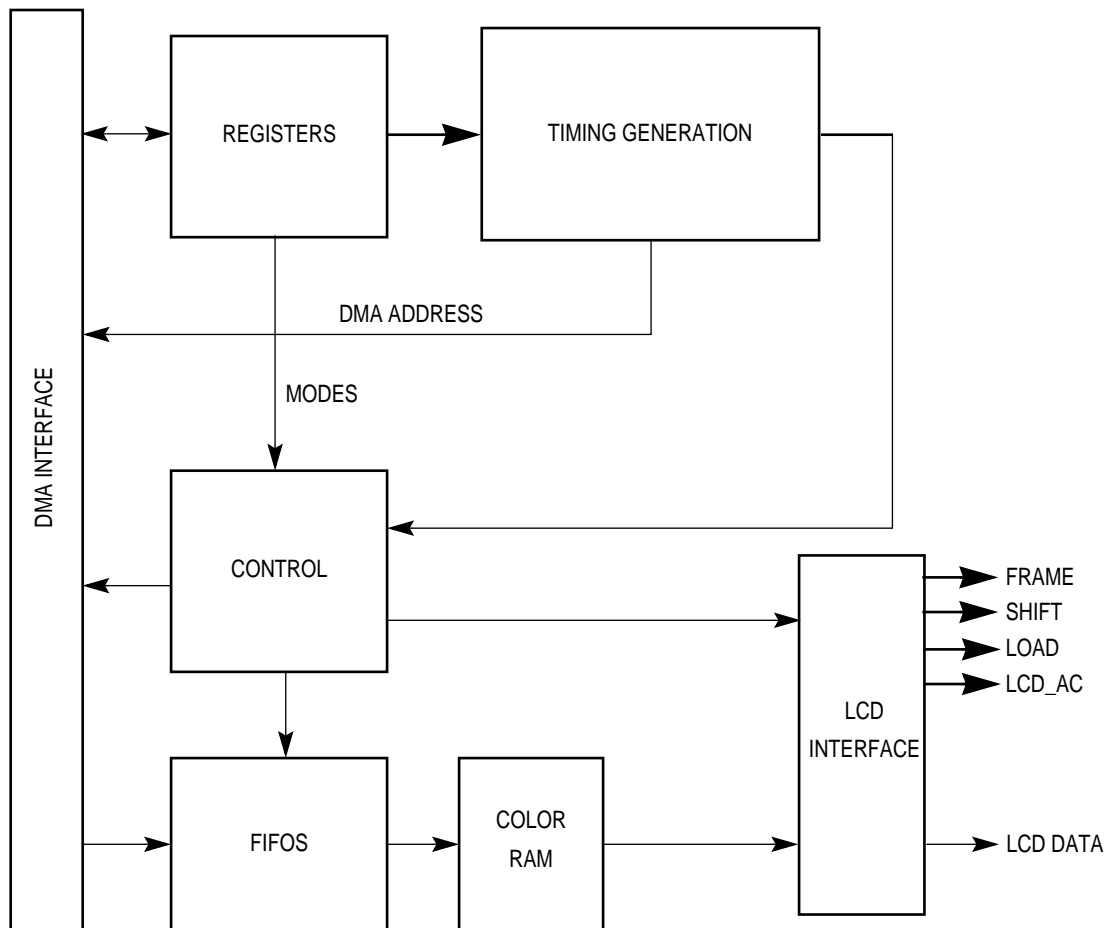 REGISTERS
TIMING GENERATION
DMA ADDRESS
MODES
DMA INTERFACE
CONTROL
FRAME
SHIFT
LOAD
LCD_AC
LCD
INTERFACE
FIFOS
COLOR
RAM
LCD DATA